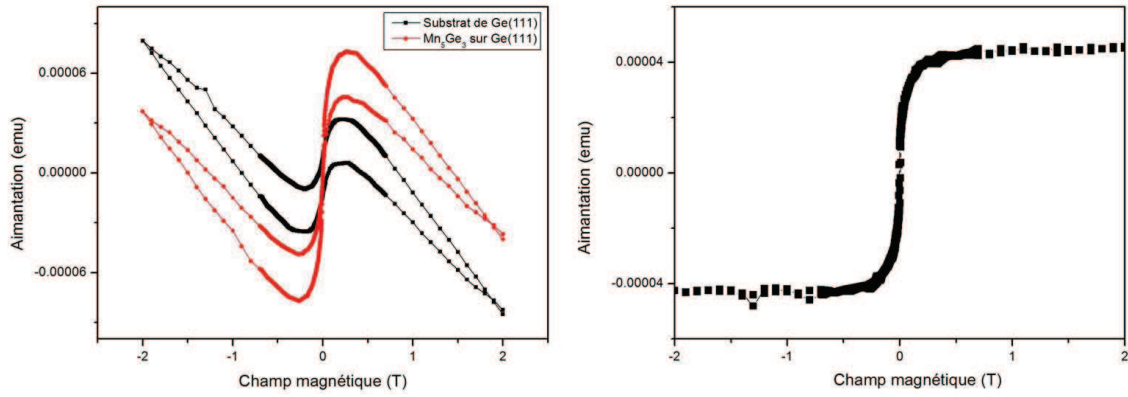 Substrat de Ge(111)
Mn5Ge3 sur Ge(111)
Aimantation (emu)
0.00006
0.00000
-0.00006
-2
-1
0
1
2
Champ magnétique (T)
Aimantation (emu)
0.00004
0.00000
-0.00004
-2
-1
0
1
2
Champ magnétique (T)